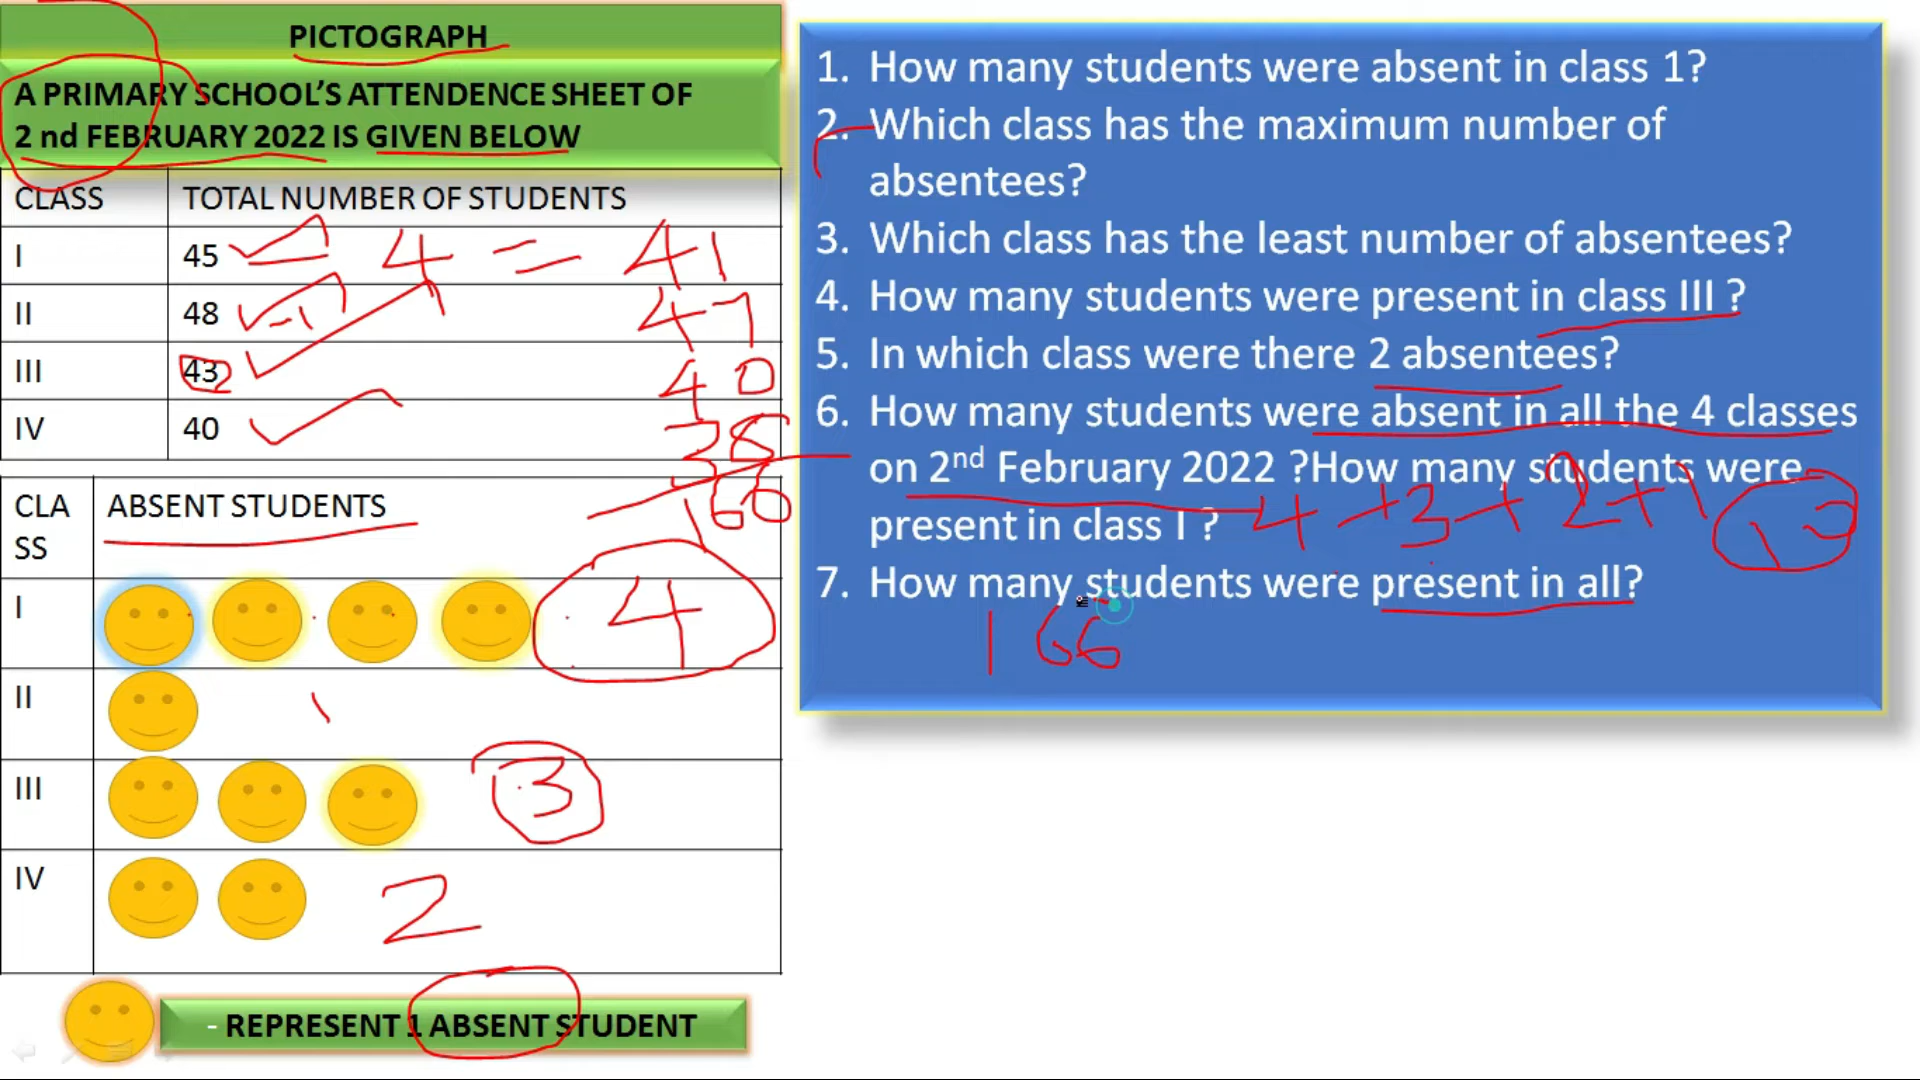 PICTOGRAPH
A PRIMARY SCHOOL'S ATTENDENCE SHEET OF
2 nd FEBRUARY 2022 IS GIVEN BELOW
CLASS TOTAL NUMBER OF STUDENTS
I 45 4 = 41
II 48 -1 47
III 43 40
IV 40 38
166
CLA
SS
ABSENT STUDENTS
I 4
II 1
III 3
IV 2
- REPRESENT 1 ABSENT STUDENT
1. How many students were absent in class 1?
2. Which class has the maximum number of
absentees?
3. Which class has the least number of absentees?
4. How many students were present in class III ?
5. In which class were there 2 absentees?
6. How many students were absent in all the 4 classes
on 2nd February 2022 ?How many students were
present in class I ? 4+3+2+1 10
7. How many students were present in all?
166